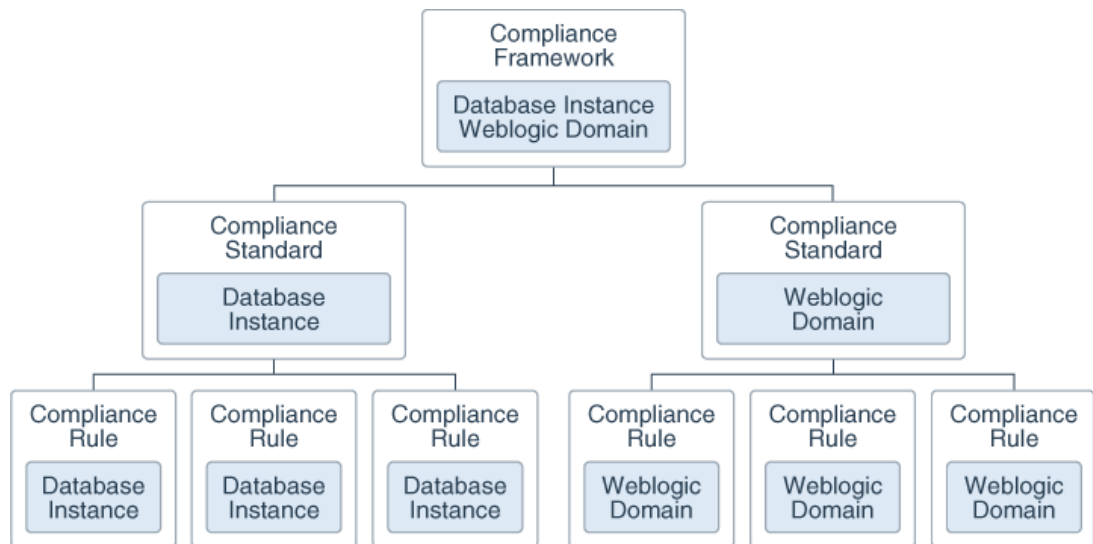 Compliance
Framework
Database Instance
Weblogic Domain
Compliance
Standard
Database
Instance
Compliance
Standard
Weblogic
Domain
Compliance
Rule
Database
Instance
Compliance
Rule
Database
Instance
Compliance
Rule
Database
Instance
Compliance
Rule
Weblogic
Domain
Compliance
Rule
Weblogic
Domain
Compliance
Rule
Weblogic
Domain